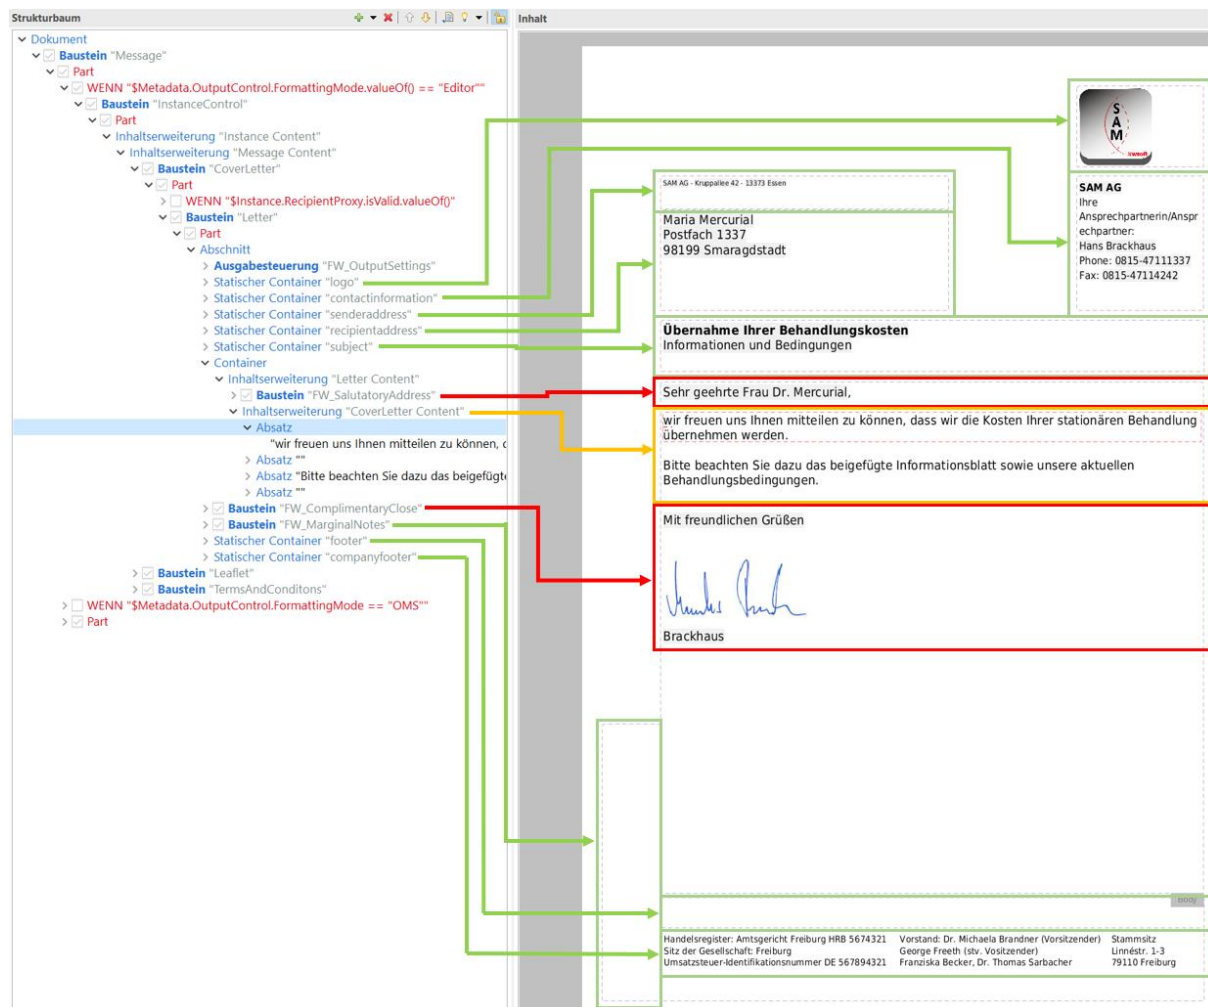 Strukturbaum
Dokument
Baustein "Message"
Part
WENN "$Metadata.OutputControl.FormattingMode.valueOf() == "Editor""
Baustein "InstanceControl"
Part
Inhaltserweiterung "Instance Content"
Inhaltserweiterung "Message Content"
Baustein "CoverLetter"
Part
WENN "$Instance.RecipientProxy.isValid.valueOf()"
Baustein "Letter"
Part
Abschnitt
Ausgabesteuerung "FW_OutputSettings"
Statischer Container "logo"
Statischer Container "contactinformation"
Statischer Container "senderaddress"
Statischer Container "recipientaddress"
Statischer Container "subject"
Container
Inhaltserweiterung "Letter Content"
Baustein "FW_SalutatoryAddress"
Inhaltserweiterung "CoverLetter Content"
Absatz
"wir freuen uns Ihnen mitteilen zu können, d
Absatz ""
Absatz "Bitte beachten Sie dazu das beigefügte
Absatz ""
Baustein "FW_ComplimentaryClose"
Baustein "FW_MarginalNotes"
Statischer Container "footer"
Statischer Container "companyfooter"
Baustein "Leaflet"
Baustein "TermsAndConditons"
WENN "$Metadata.OutputControl.FormattingMode == "OMS""
Part
Inhalt
S
A
M
SAM AG
Ihre
Ansprechpartnerin/Anspr
echpartner:
Hans Brackhaus
Phone: 0815-47111337
Fax: 0815-47114242
SAM AG - Kruppallee 42 - 13373 Essen
Maria Mercurial
Postfach 1337
98199 Smaragdstadt
Übernahme Ihrer Behandlungskosten
Informationen und Bedingungen
Sehr geehrte Frau Dr. Mercurial,
wir freuen uns Ihnen mitteilen zu können, dass wir die Kosten Ihrer stationären Behandlung
übernehmen werden.
Bitte beachten Sie dazu das beigefügte Informationsblatt sowie unsere aktuellen
Behandlungsbedingungen.
Mit freundlichen Grüßen
Brackhaus
body
Handelsregister: Amtsgericht Freiburg HRB 5674321
Sitz der Gesellschaft: Freiburg
Umsatzsteuer-Identifikationsnummer DE 567894321
Vorstand: Dr. Michaela Brandner (Vorsitzender)
George Freeth (stv. Vositzender)
Franziska Becker, Dr. Thomas Sarbacher
Stammsitz
Linnéstr. 1-3
79110 Freiburg